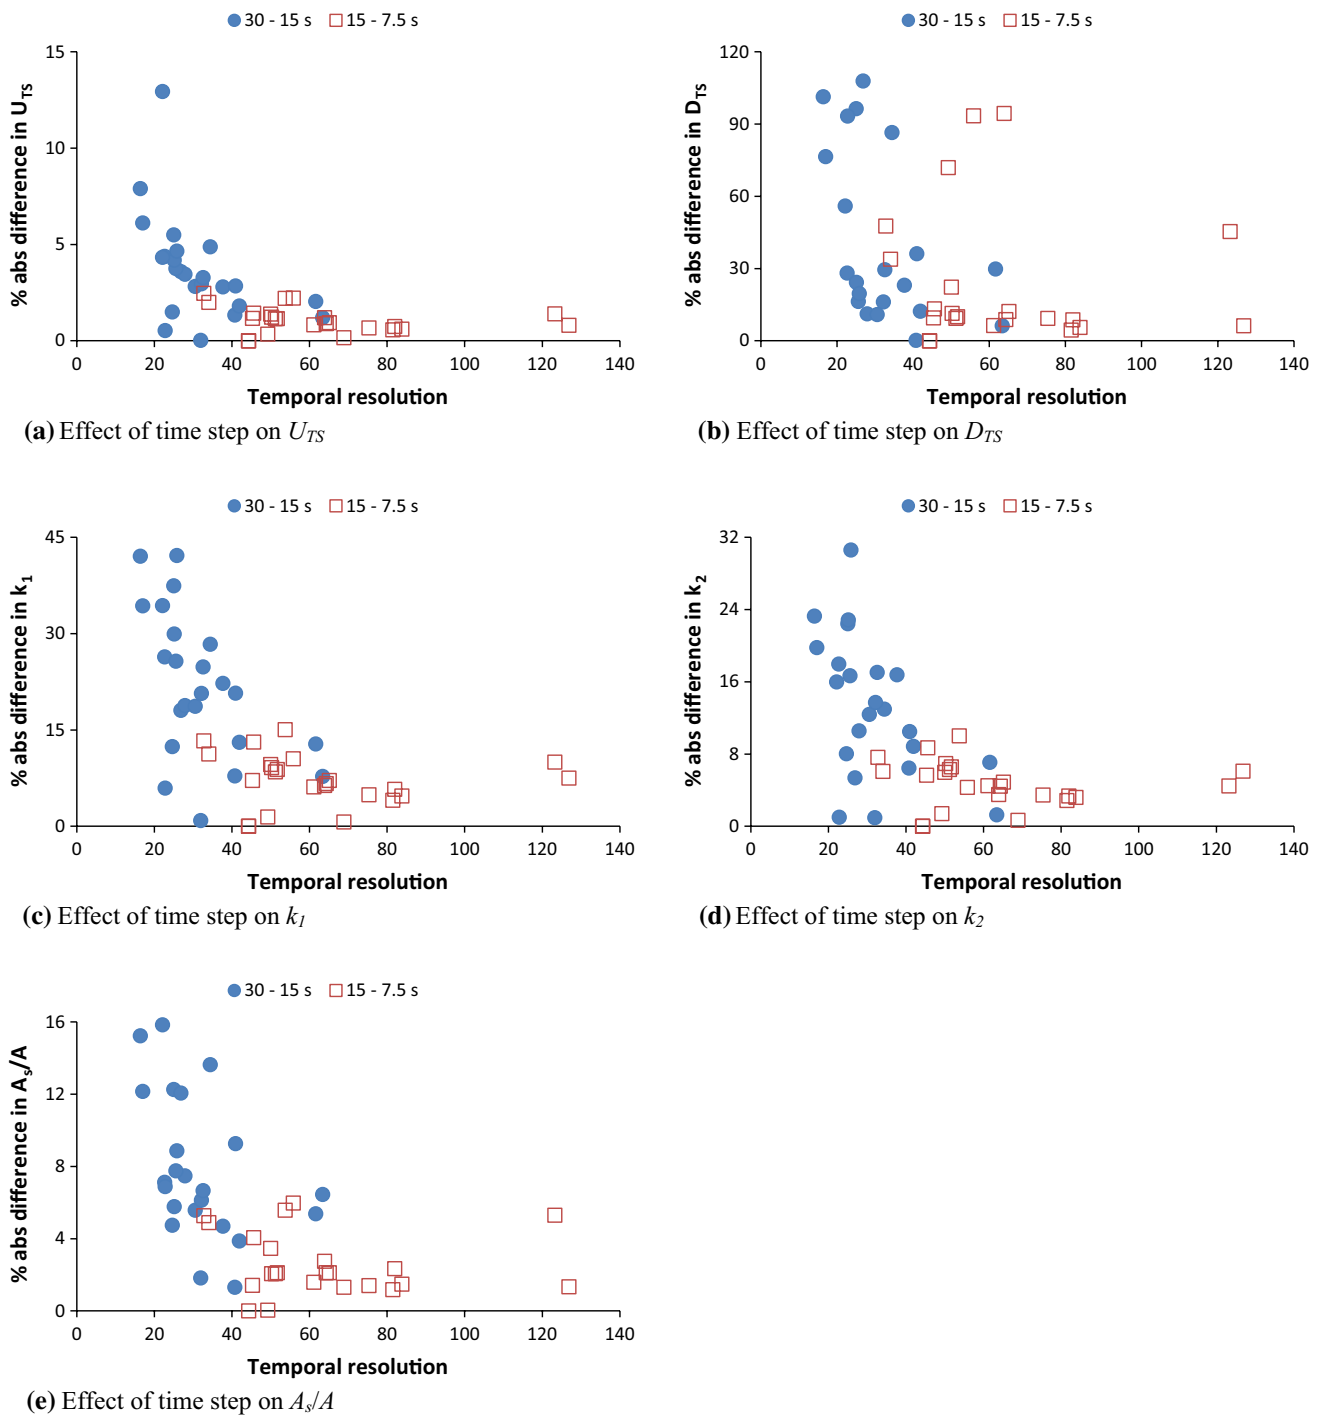 30 - 15 s 15 - 7.5 s
15
10
5
0
0 20 40 60 80 100 120 140
% abs difference in U_TS
Temporal resolution
(a) Effect of time step on U_TS
30 - 15 s 15 - 7.5 s
120
90
60
30
0
0 20 40 60 80 100 120 140
% abs difference in D_TS
Temporal resolution
(b) Effect of time step on D_TS
30 - 15 s 15 - 7.5 s
45
30
15
0
0 20 40 60 80 100 120 140
% abs difference in k_1
Temporal resolution
(c) Effect of time step on k_1
30 - 15 s 15 - 7.5 s
32
24
16
8
0
0 20 40 60 80 100 120 140
% abs difference in k_2
Temporal resolution
(d) Effect of time step on k_2
30 - 15 s 15 - 7.5 s
16
12
8
4
0
0 20 40 60 80 100 120 140
% abs difference in A_s/A
Temporal resolution
(e) Effect of time step on A_s/A